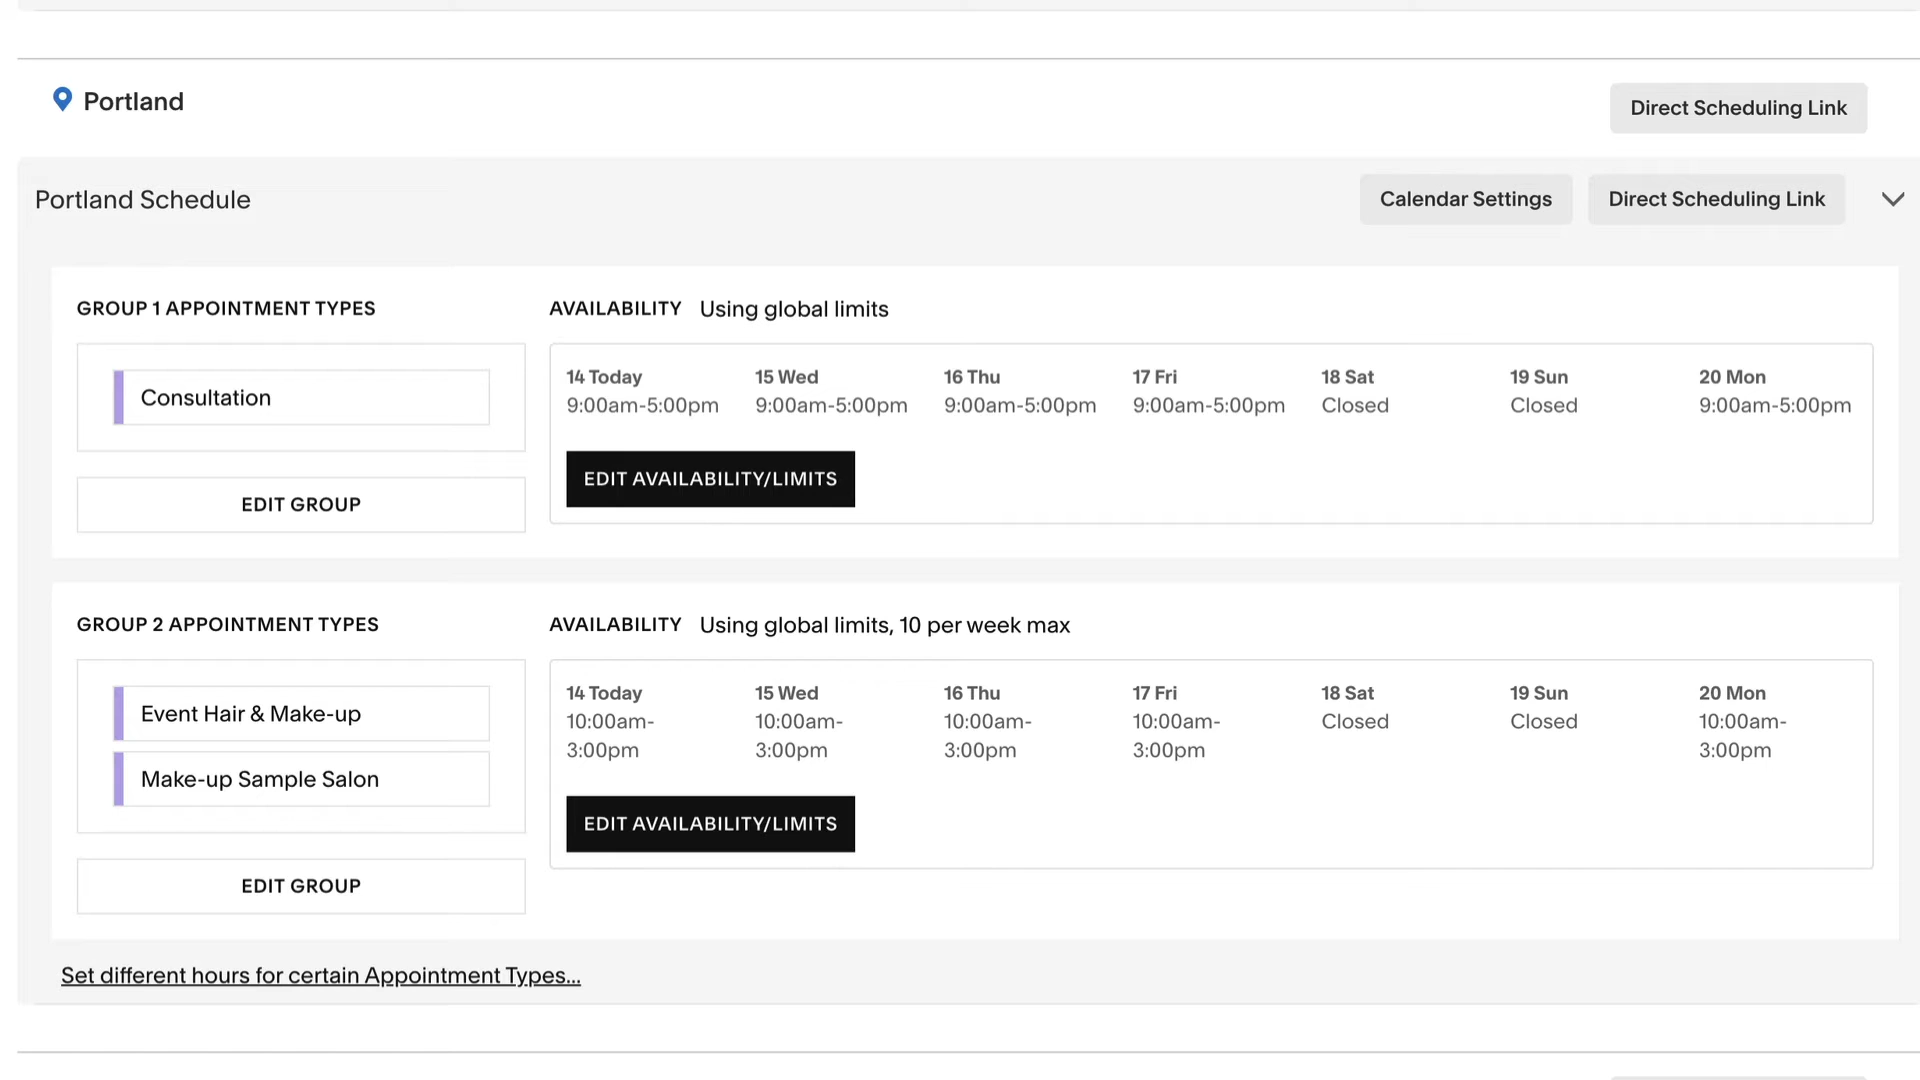 Portland
Direct Scheduling Link
Portland Schedule
Calendar Settings
Direct Scheduling Link
GROUP 1 APPOINTMENT TYPES
Consultation
EDIT GROUP
AVAILABILITY Using global limits
14 Today 15 Wed 16 Thu 17 Fri 18 Sat 19 Sun 20 Mon
9:00am-5:00pm 9:00am-5:00pm 9:00am-5:00pm 9:00am-5:00pm Closed Closed 9:00am-5:00pm
EDIT AVAILABILITY/LIMITS
GROUP 2 APPOINTMENT TYPES
Event Hair & Make-up
Make-up Sample Salon
EDIT GROUP
AVAILABILITY Using global limits, 10 per week max
14 Today 15 Wed 16 Thu 17 Fri 18 Sat 19 Sun 20 Mon
10:00am- 10:00am- 10:00am- 10:00am- Closed Closed 10:00am-
3:00pm 3:00pm 3:00pm 3:00pm 3:00pm
EDIT AVAILABILITY/LIMITS
Set different hours for certain Appointment Types...